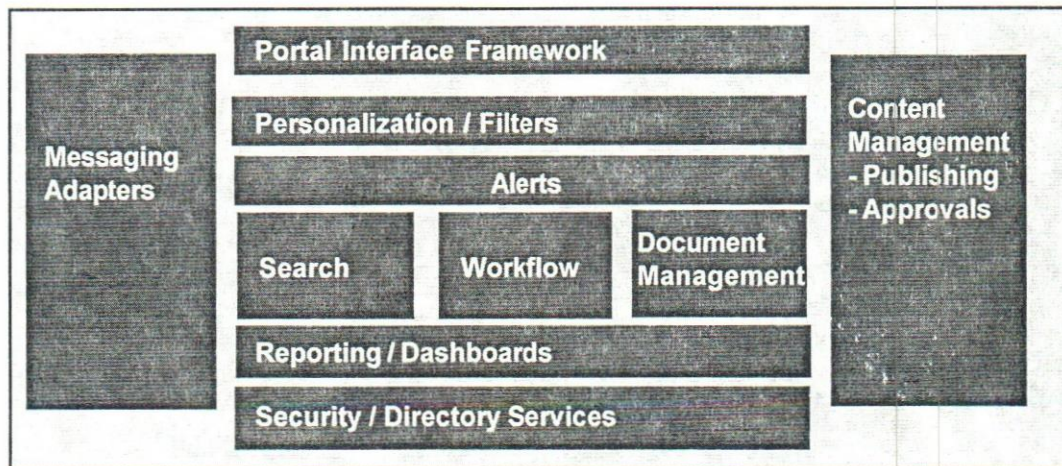 Messaging
Adapters
Portal Interface Framework
Personalization / Filters
Alerts
Search
Workflow
Document
Management
Reporting / Dashboards
Security / Directory Services
Content
Management
- Publishing
- Approvals